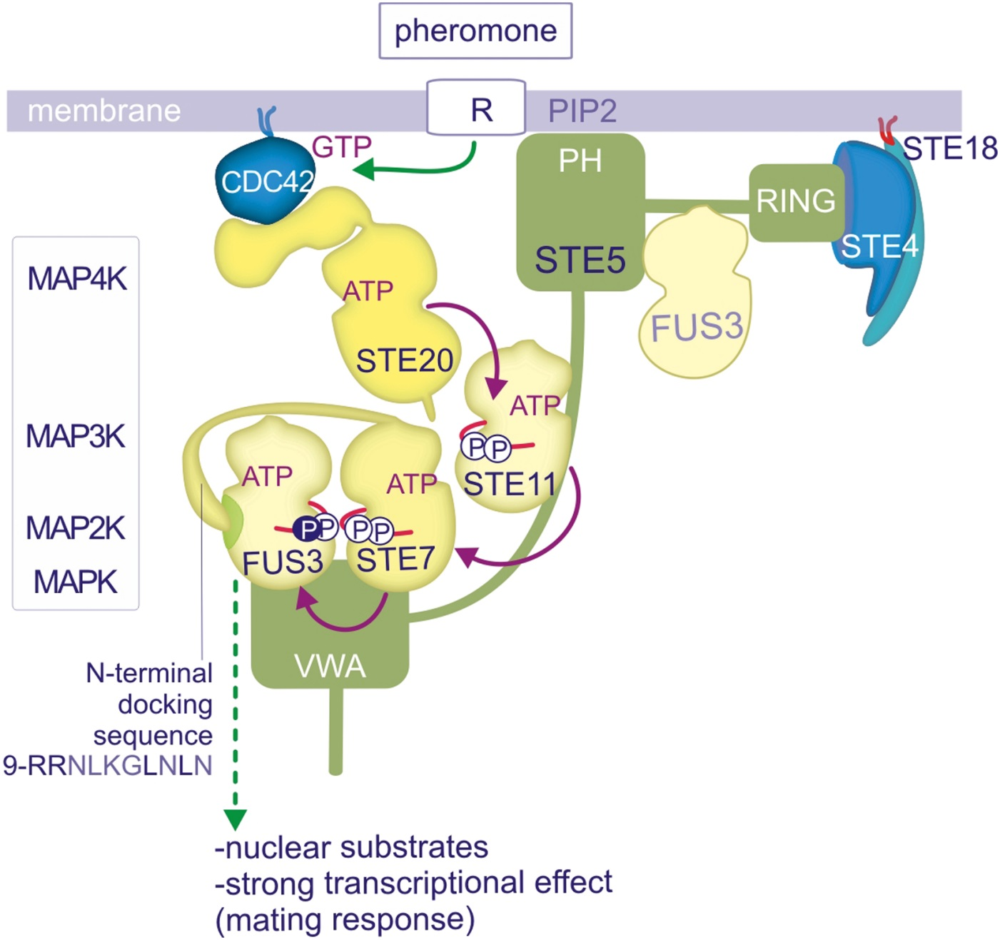 pheromone
membrane
R
PIP2
GTP
STE18
CDC42
PH
RING
STE4
STE5
MAP4K
ATP
FUS3
STE20
ATP
MAP3K
PP
STE11
ATP
ATP
MAP2K
PP
PP
FUS3
STE7
MAPK
VWA
N-terminal
docking
sequence
9-RRNLKGLNLN
-nuclear substrates
-strong transcriptional effect
(mating response)